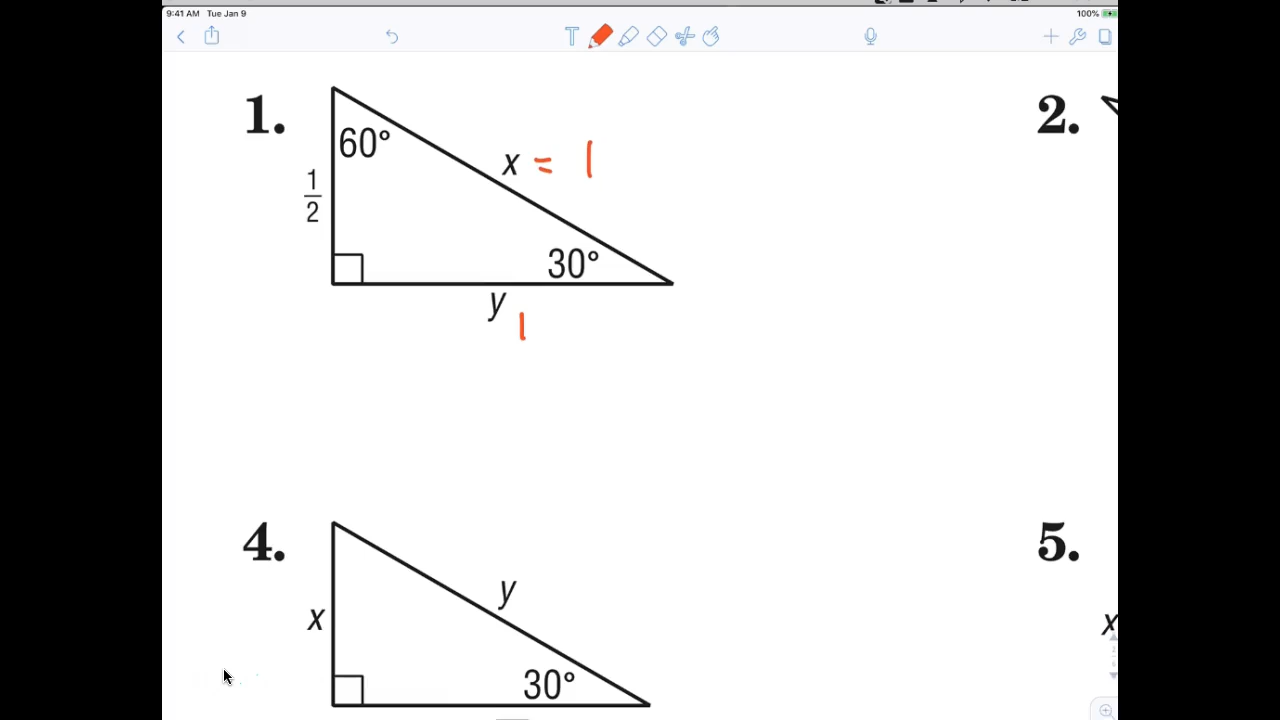 9:41 AM Tue Jan 9
100%
T
1.
60°
1
2
x = 1
30°
y 1
2.
4.
x
y
30°
5.
x